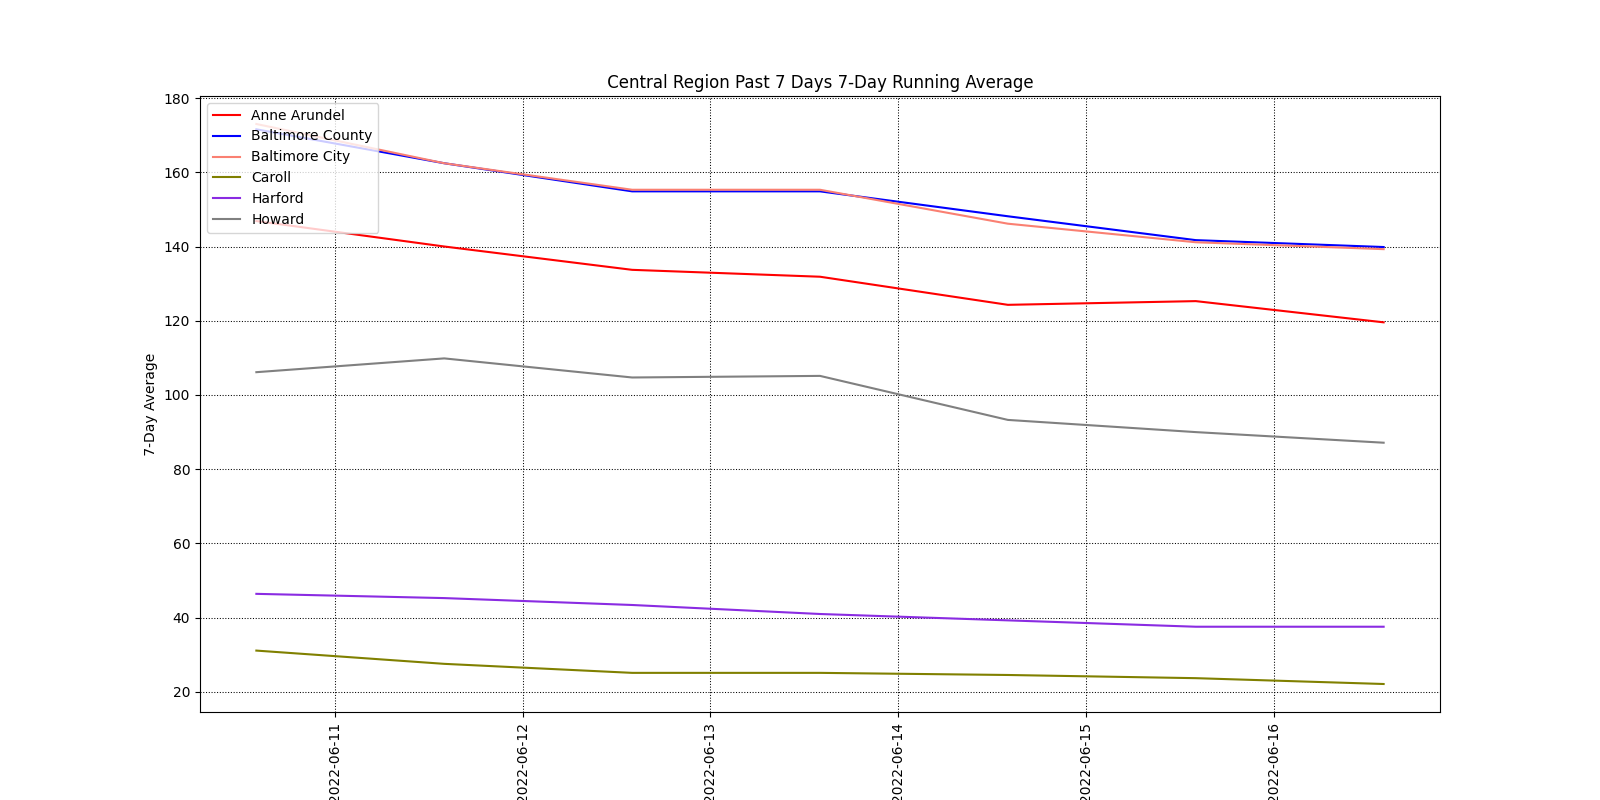 Central Region Past 7 Days 7-Day Running Average
Anne Arundel
Baltimore County
Baltimore City
Caroll
Harford
Howard
7-Day Average
180
160
140
120
100
80
60
40
20
2022-06-11
2022-06-12
2022-06-13
2022-06-14
2022-06-15
2022-06-16